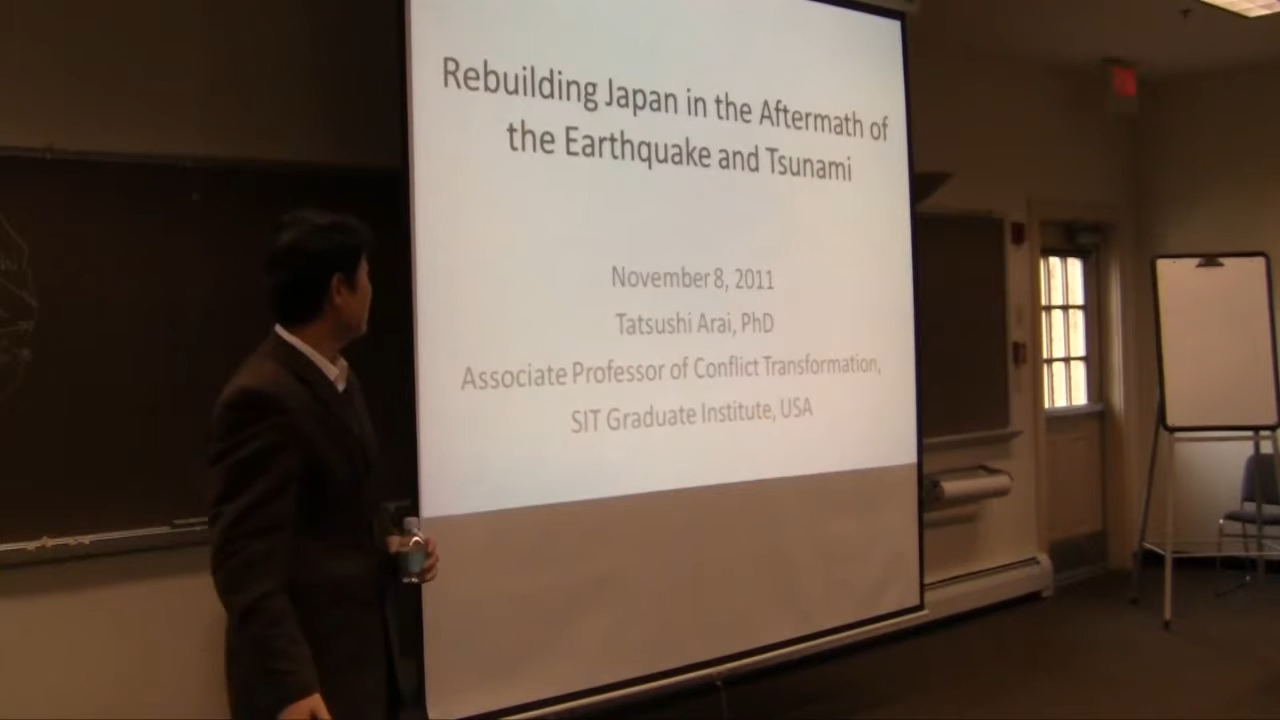 Rebuilding Japan in the Aftermath of
the Earthquake and Tsunami
November 8, 2011
Tatsushi Arai, PhD
Associate Professor of Conflict Transformation,
SIT Graduate Institute, USA